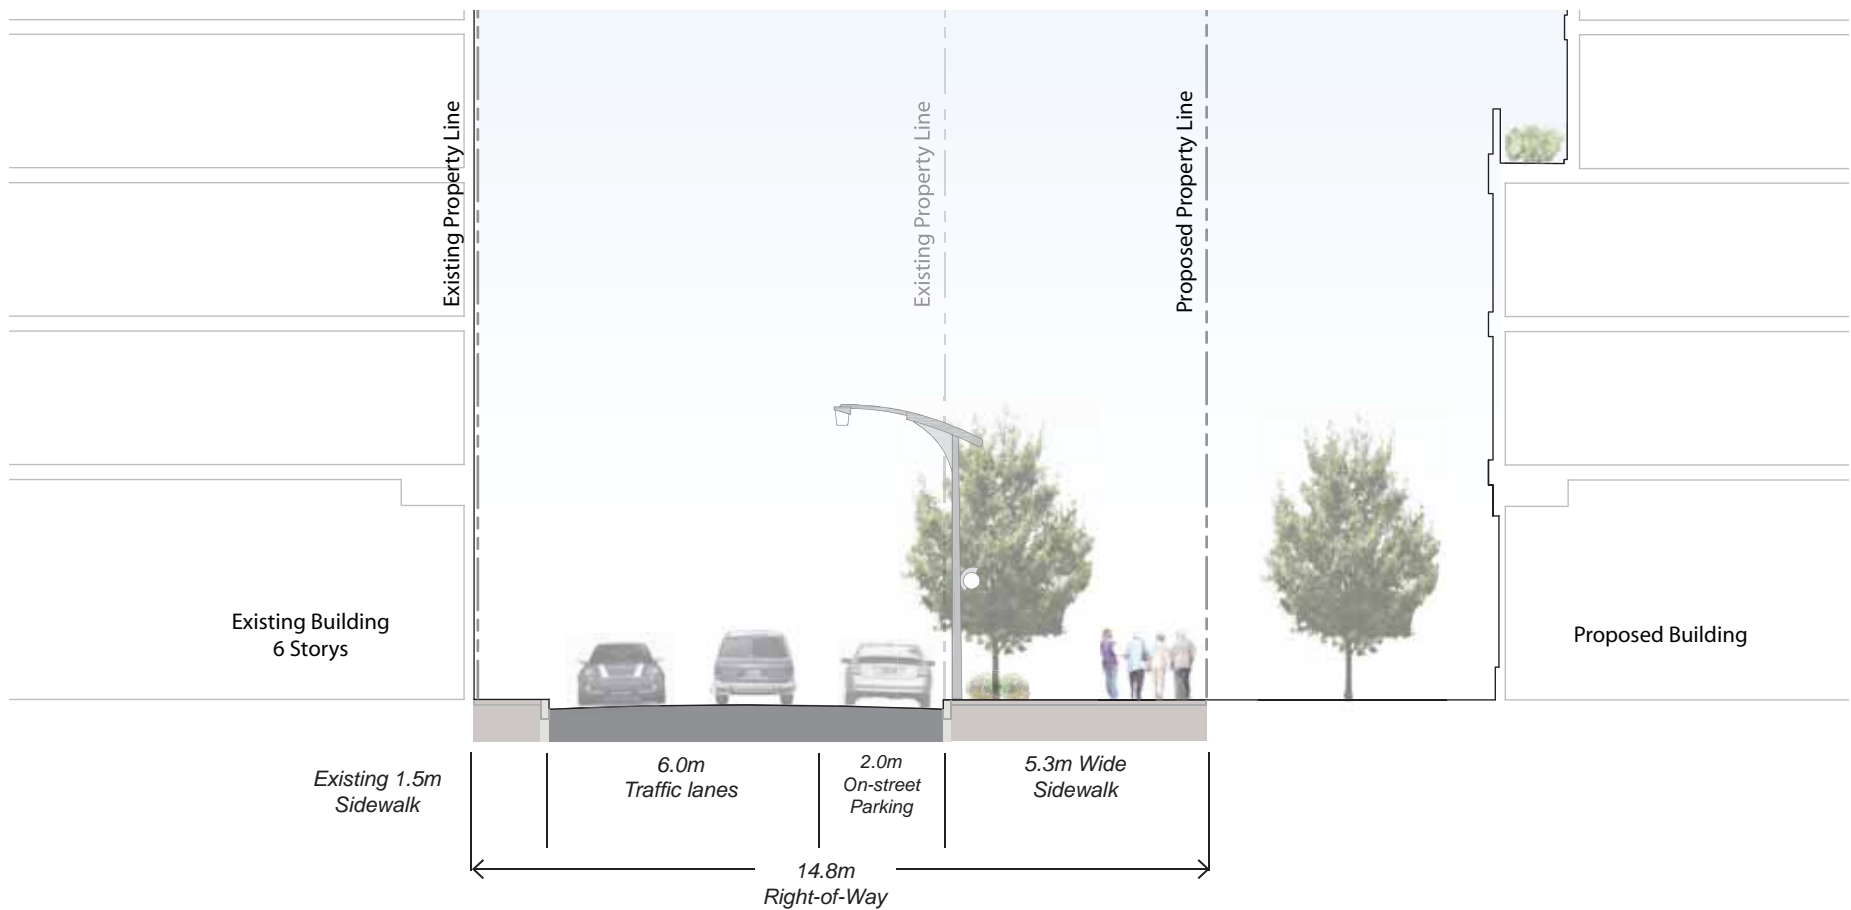 Existing Property Line
Existing Property Line
Proposed Property Line
Existing Building
6 Storys
Proposed Building
Existing 1.5m
Sidewalk
6.0m
Traffic lanes
2.0m
On-street
Parking
5.3m Wide
Sidewalk
14.8m
Right-of-Way